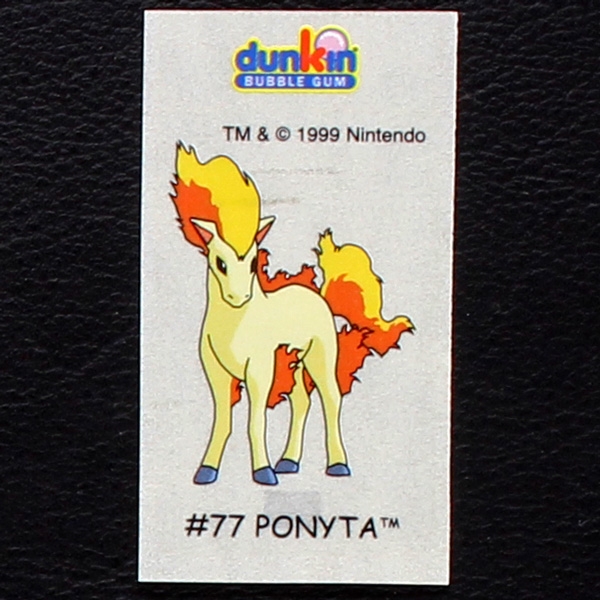 dunkin
BUBBLE GUM
TM & © 1999 Nintendo
#77 PONYTA™